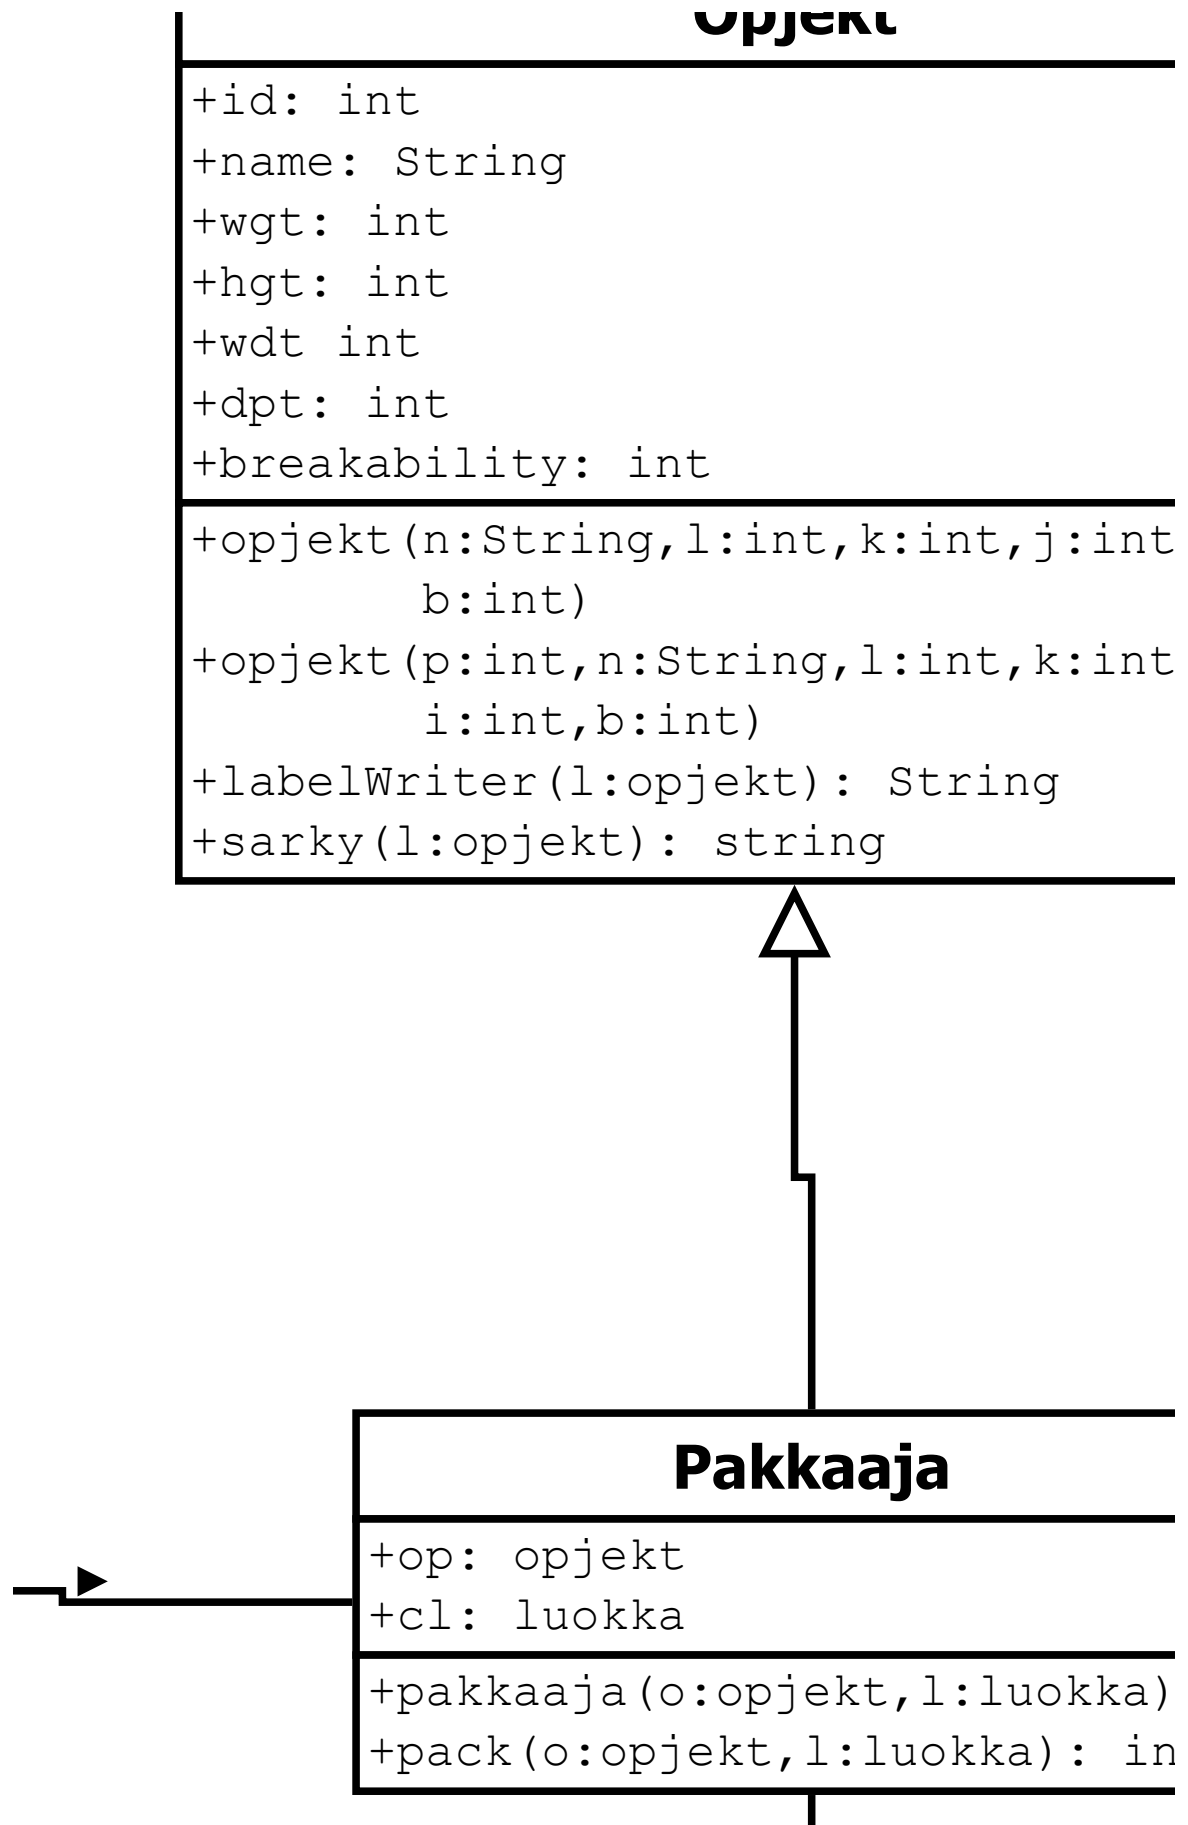 Opjekt
+id: int
+name: String
+wgt: int
+hgt: int
+wdt int
+dpt: int
+breakability: int
+opjekt(n:String,l:int,k:int,j:int
b:int)
+opjekt(p:int,n:String,l:int,k:int
i:int,b:int)
+labelWriter(l:opjekt): String
+sarky(l:opjekt): string
Pakkaaja
+op: opjekt
+cl: luokka
+pakkaaja(o:opjekt,l:luokka)
+pack(o:opjekt,l:luokka): in